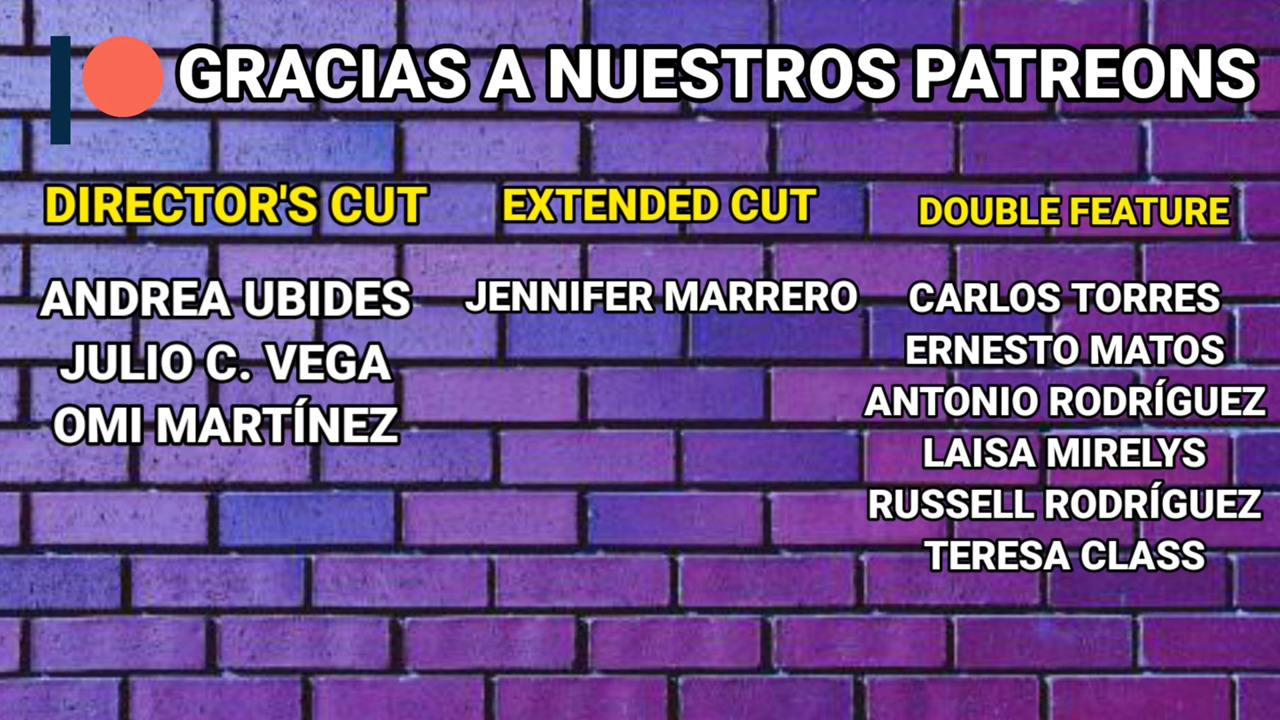 GRACIAS A NUESTROS PATREONS
DIRECTOR'S CUT
ANDREA UBIDES
JULIO C. VEGA
OMI MARTÍNEZ
EXTENDED CUT
JENNIFER MARRERO
DOUBLE FEATURE
CARLOS TORRES
ERNESTO MATOS
ANTONIO RODRÍGUEZ
LAISA MIRELYS
RUSSELL RODRÍGUEZ
TERESA CLASS